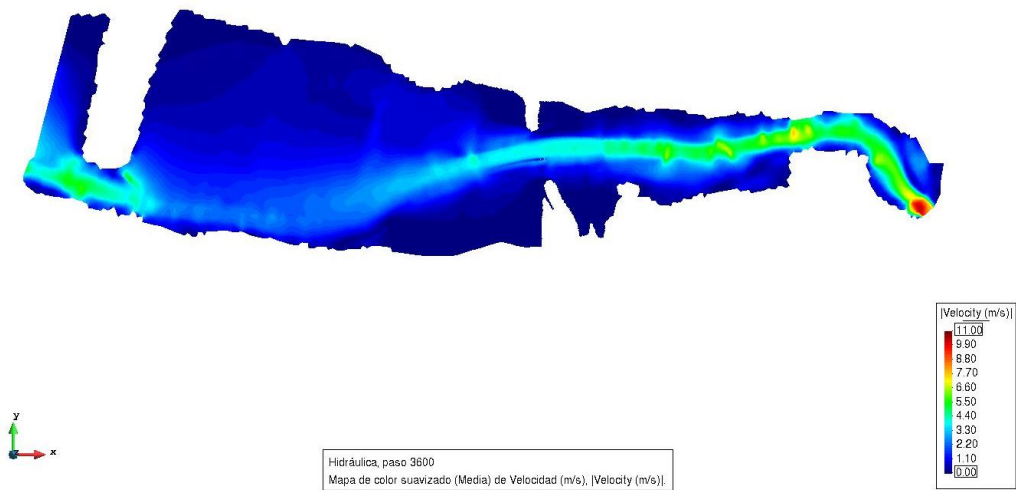 |Velocity (m/s)|
11.00
9.90
8.80
7.70
6.60
5.50
4.40
3.30
2.20
1.10
0.00
y
z x
Hidráulica, paso 3600
Mapa de color suavizado (Media) de Velocidad (m/s), |Velocity (m/s)|.